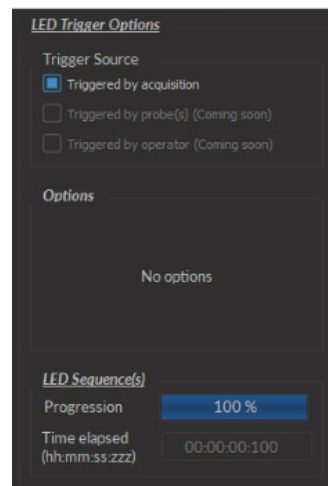 LED Trigger Options
Trigger Source
Triggered by acquisition
Triggered by probe(s) (Coming soon)
Triggered by operator (Coming soon)
Options
No options
LED Sequence(s)
Progression 100 %
Time elapsed
(hh:mm:ss:zzz) 00:00:00:100